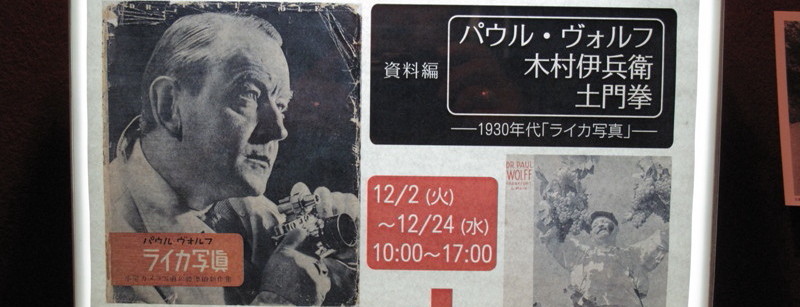 パウル・ヴォルフ
ライカ写眞
資料編
パウル・ヴォルフ
木村伊兵衛
土門拳
―1930年代「ライカ写真」―
12/2 (火)
～12/24 (水)
10:00～17:00
DR PAUL
WOLFF